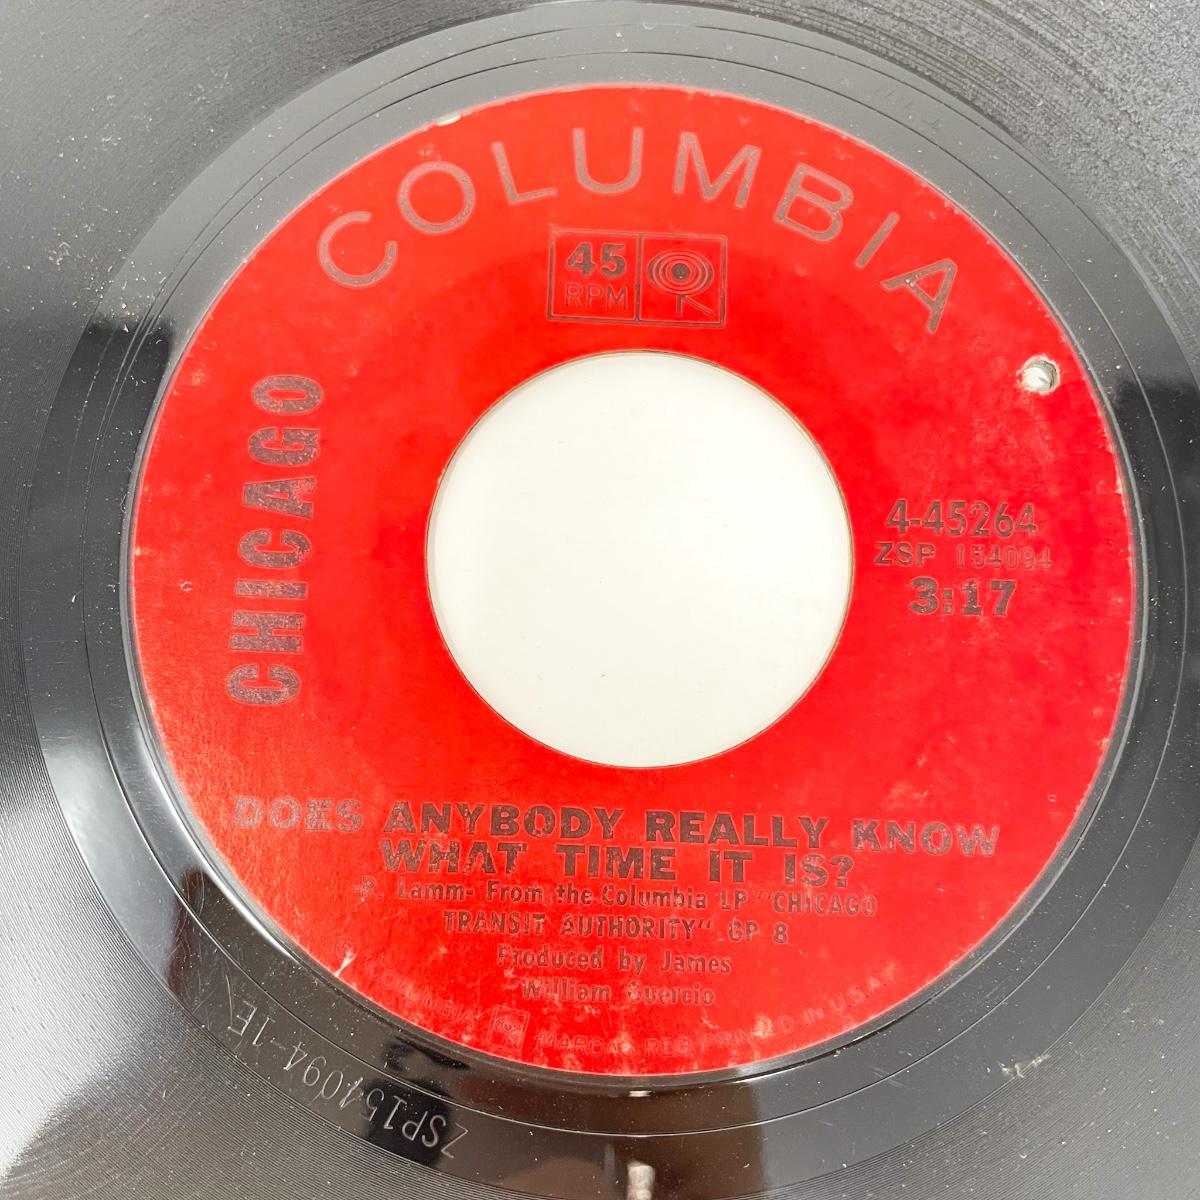 COLUMBIA
45
RPM
CHICAGO
4-45264
ZSP 154094
3:17
DOES ANYBODY REALLY KNOW
WHAT TIME IT IS?
-R. Lamm- From the Columbia LP "CHICAGO
TRANSIT AUTHORITY" GP 8
Produced by James
William Guercio
COLUMBIA MARCAS REG. PRINTED IN U.S.A.
ZSP154094-1E